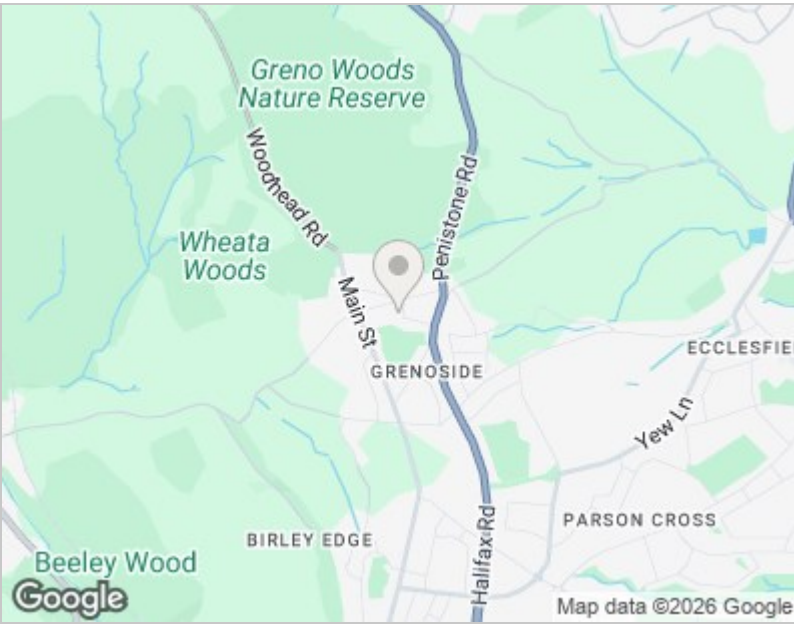 Greno Woods
Nature Reserve
Woodhead Rd
Penistone Rd
Wheata
Woods
Main St
ECCLESFIE
GRENOSIDE
Yew Ln
PARSON CROSS
BIRLEY EDGE
Halifax Rd
Beeley Wood
Google
Map data ©2026 Google